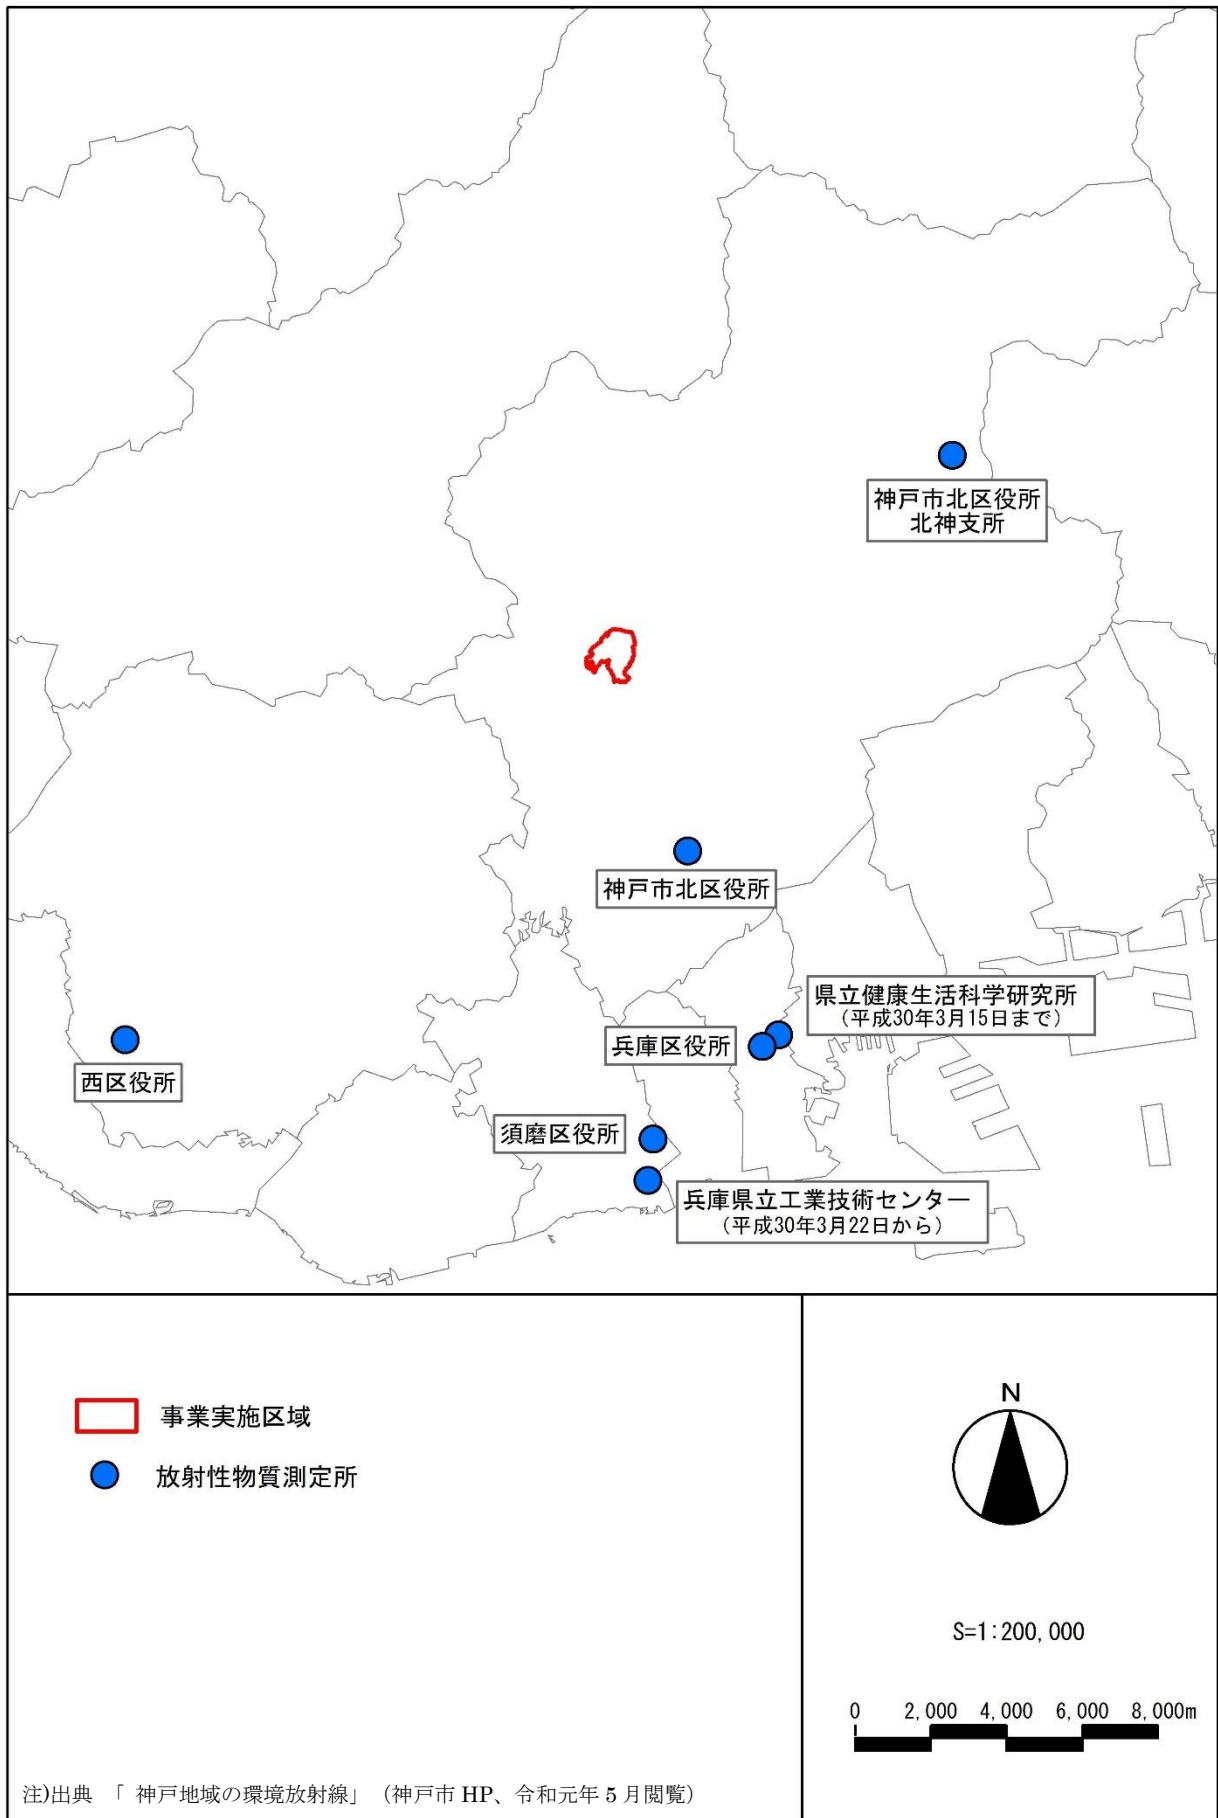 神戸市北区役所
北神支所
神戸市北区役所
県立健康生活科学研究所
(平成30年3月15日まで)
兵庫区役所
西区役所
須磨区役所
兵庫県立工業技術センター
(平成30年3月22日から)
事業実施区域
放射性物質測定所
N
S=1:200,000
0 2,000 4,000 6,000 8,000m
注)出典 「 神戸地域の環境放射線」 (神戸市 HP、令和元年 5 月閲覧)